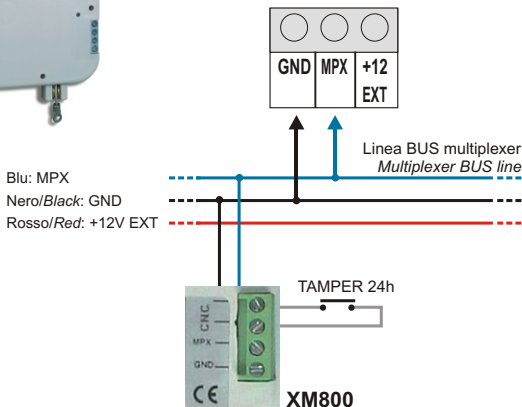 GND MPX +12 EXT
Linea BUS multiplexer
Multiplexer BUS line
Blu: MPX
Nero/Black: GND
Rosso/Red: +12V EXT
TAMPER 24h
CNC
CNC
MPX
GND
CE
XM800